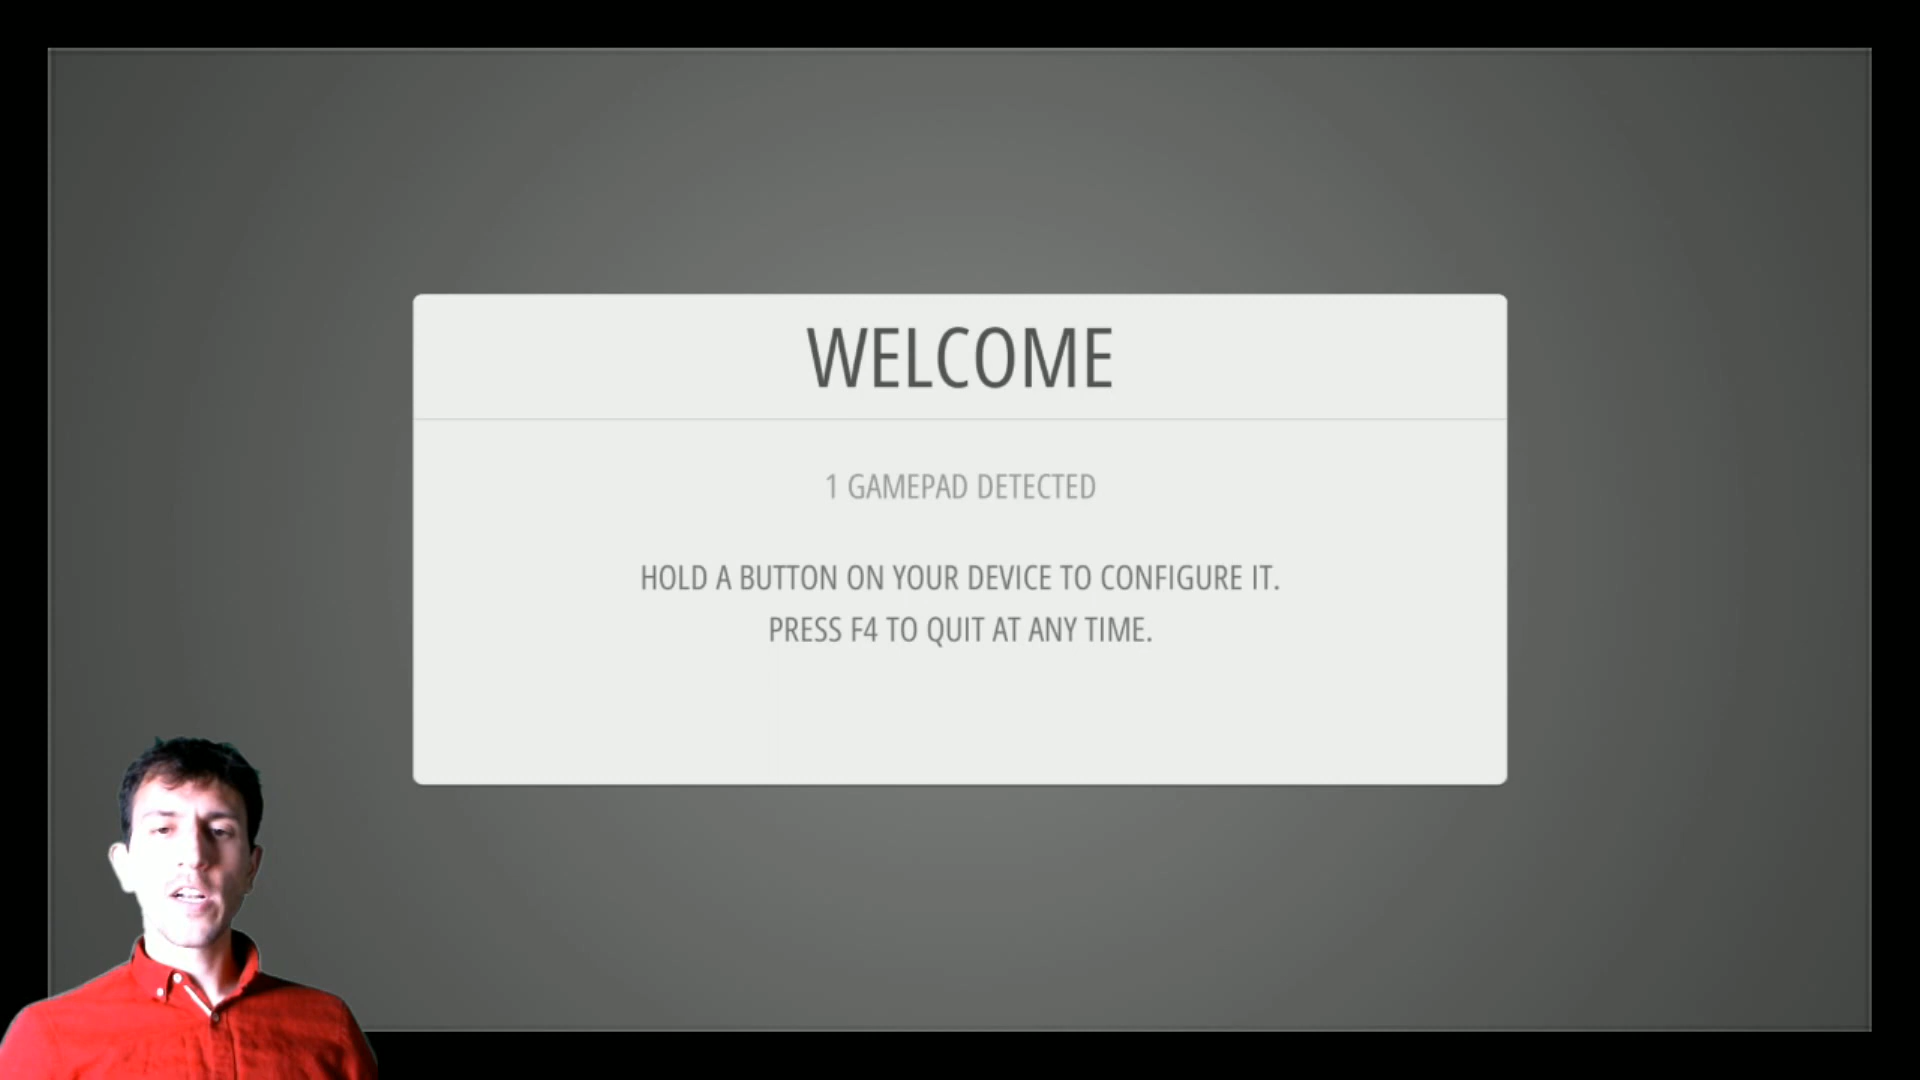 WELCOME
1 GAMEPAD DETECTED
HOLD A BUTTON ON YOUR DEVICE TO CONFIGURE IT.
PRESS F4 TO QUIT AT ANY TIME.